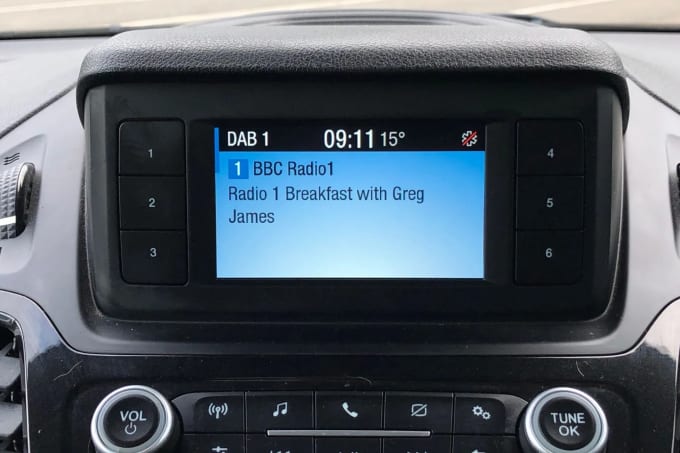 DAB 1 09:11 15°
1 BBC Radio1
Radio 1 Breakfast with Greg
James
1
2
3
4
5
6
VOL
TUNE
OK